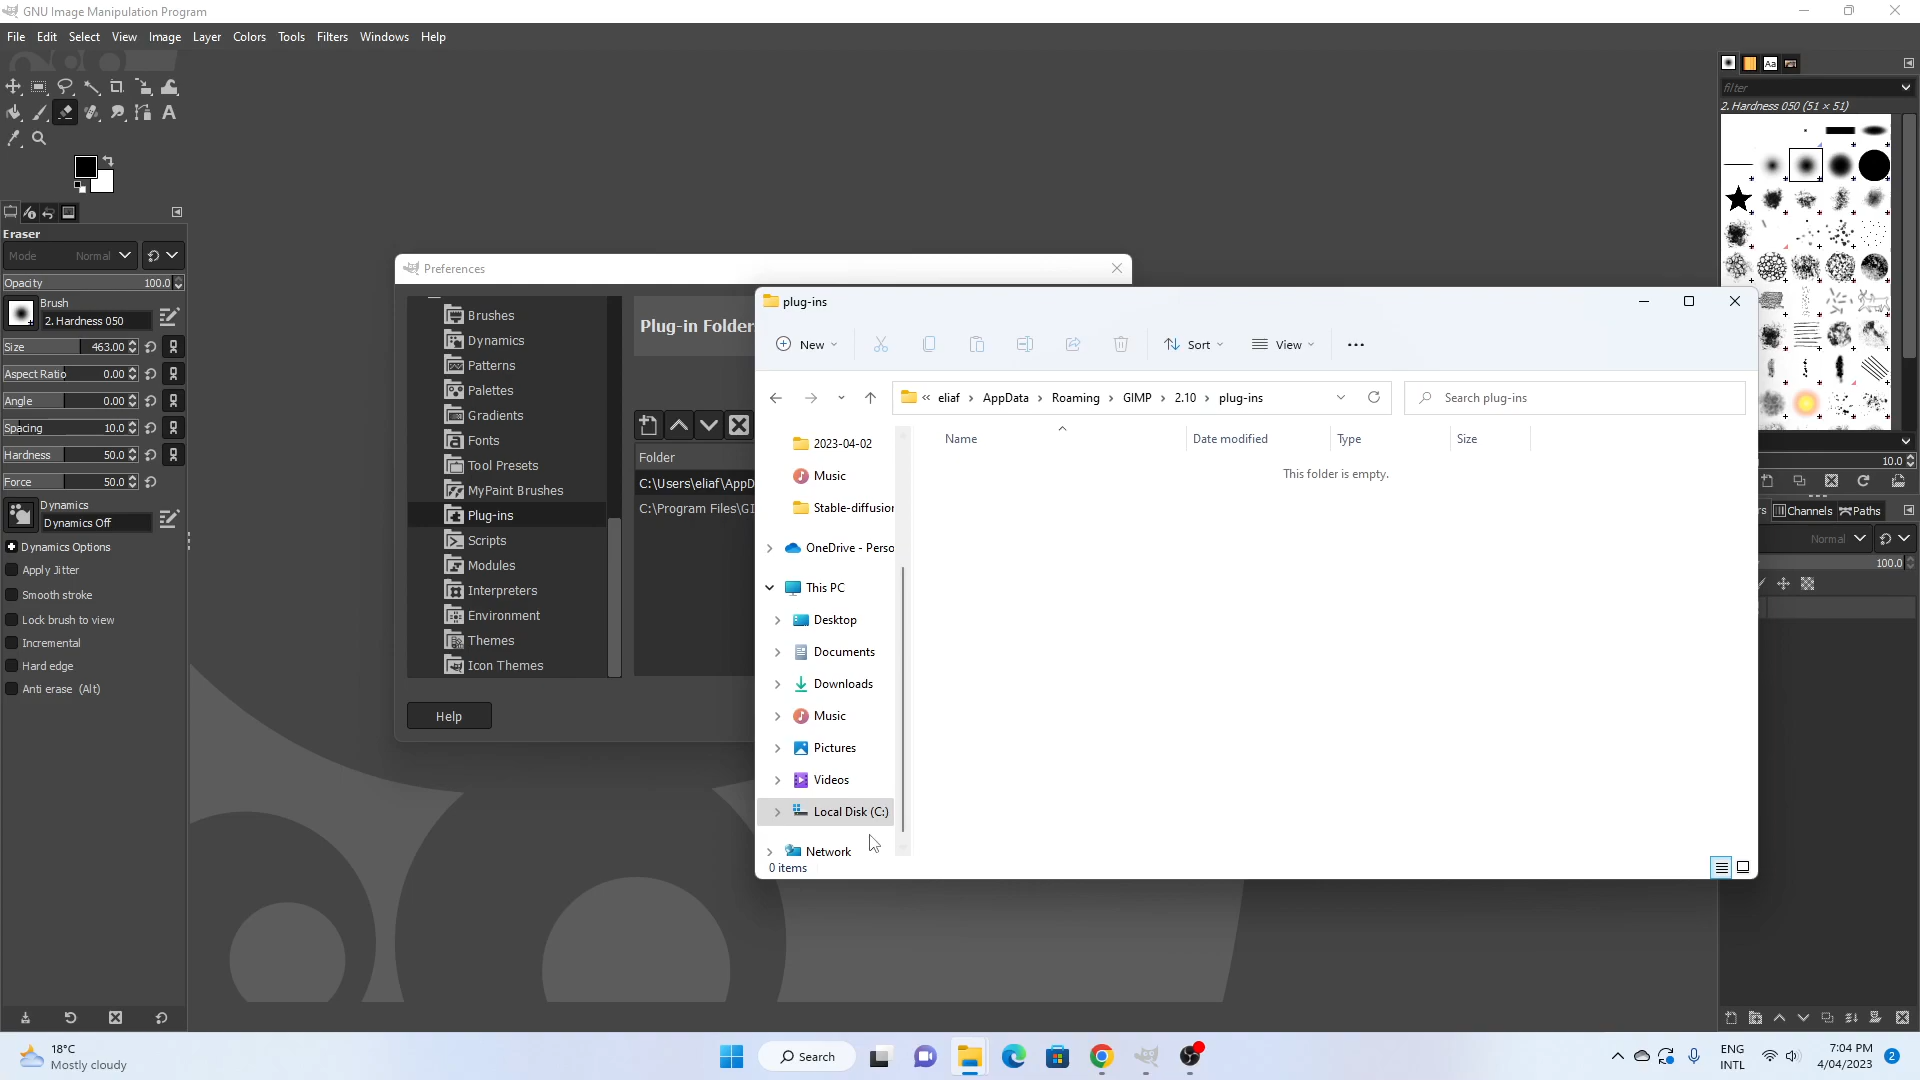 GNU Image Manipulation Program
File Edit Select View Image Layer Colors Tools Filters Windows Help
filter
2. Hardness 050 (51 × 51)
Eraser
Mode Normal
Opacity 100.0
Brush
2. Hardness 050
Size 463.00
Aspect Ratio 0.00
Angle 0.00
Spacing 10.0
Hardness 50.0
Force 50.0
Dynamics
Dynamics Off
Dynamics Options
Apply Jitter
Smooth stroke
Lock brush to view
Incremental
Hard edge
Anti erase (Alt)
Preferences
Brushes
Dynamics
Patterns
Palettes
Gradients
Fonts
Tool Presets
MyPaint Brushes
Plug-ins
Scripts
Modules
Interpreters
Environment
Themes
Icon Themes
Help
Plug-in Folder
Folder
C:\Users\eliaf\AppD
C:\Program Files\GI
plug-ins
New Sort View
« eliaf › AppData › Roaming › GIMP › 2.10 › plug-ins
Search plug-ins
Name Date modified Type Size
This folder is empty.
2023-04-02
Music
Stable-diffusion
OneDrive - Perso
This PC
Desktop
Documents
Downloads
Music
Pictures
Videos
Local Disk (C:)
Network
0 items
Aa
10.0
rs Channels Paths
Normal
100.0
18°C
Mostly cloudy
Search
ENG
INTL
7:04 PM
4/04/2023
2